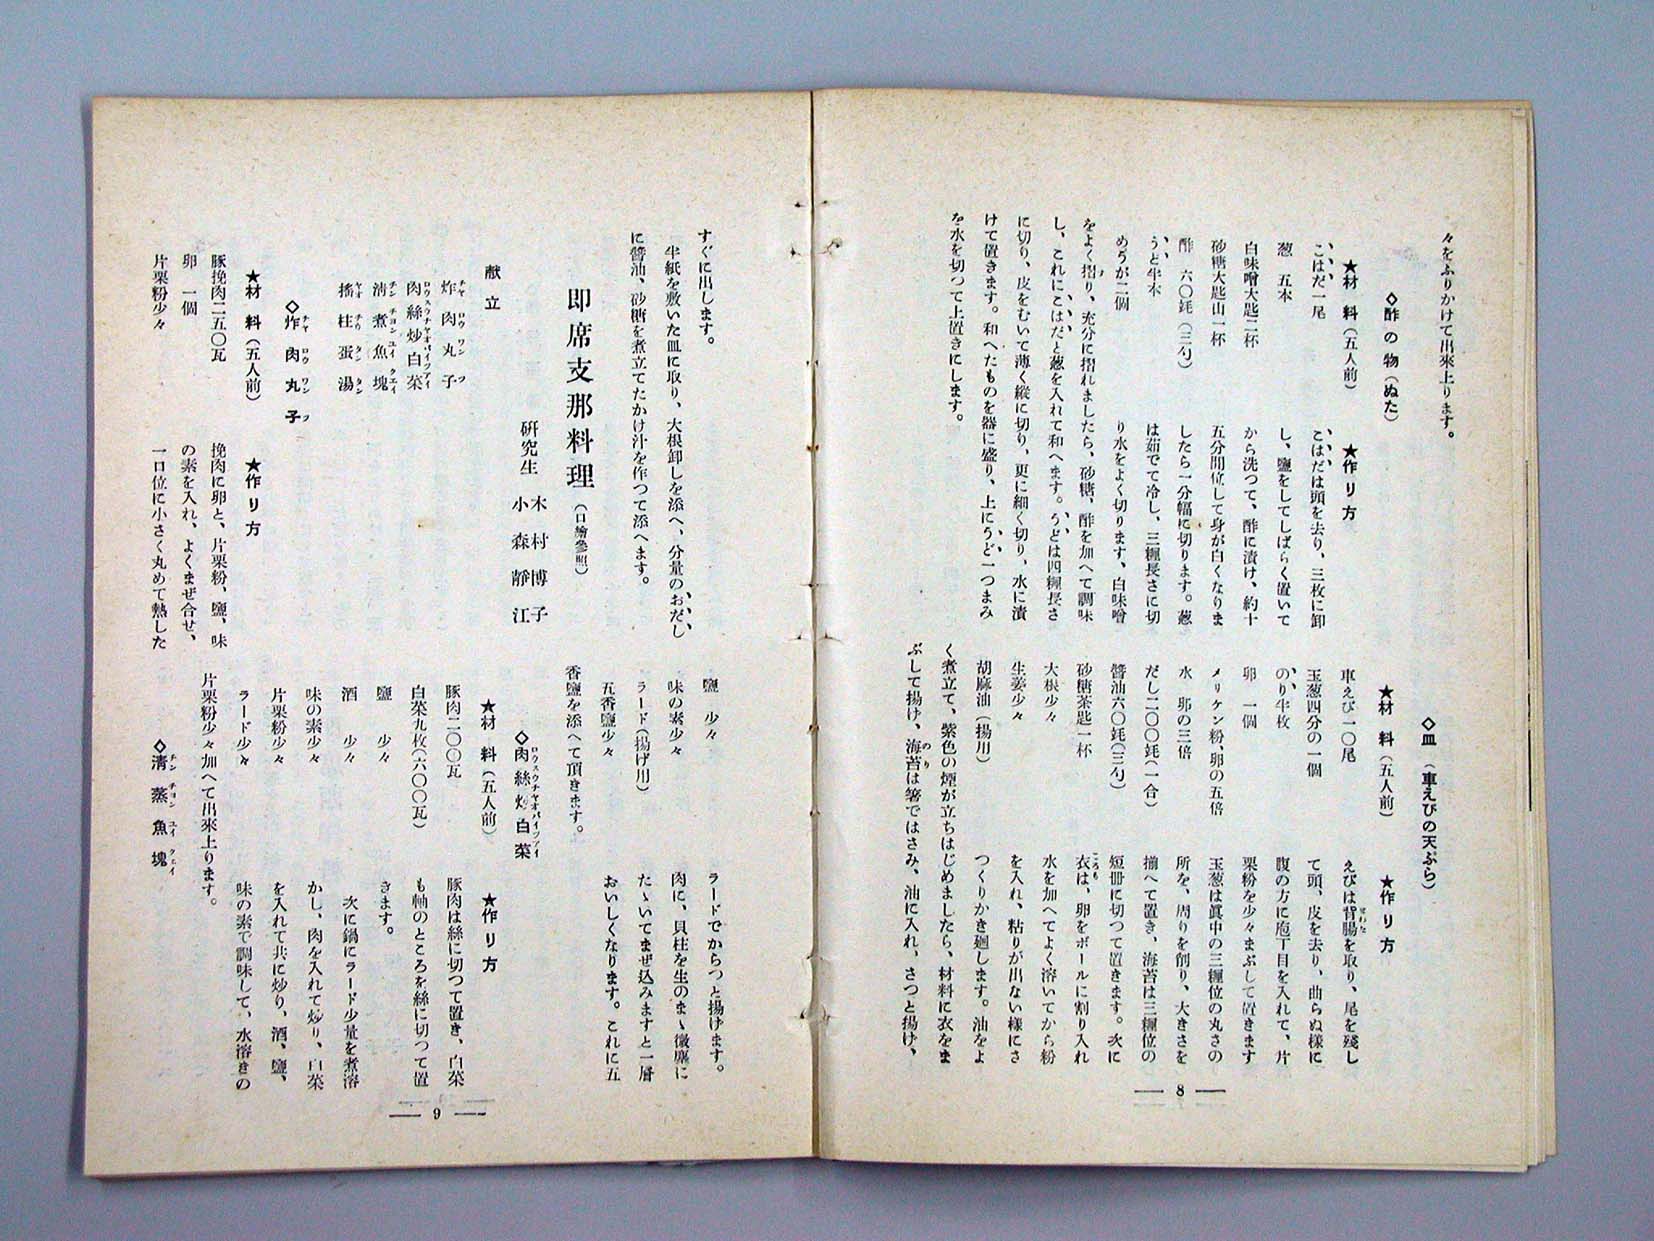 々をふりかけて出來上ります。
◇酢の物（ぬた）
★材料（五人前）
こはだ一尾
葱　五本
白味噌大匙二杯
砂糖大匙山一杯
酢　六〇竓（三勺）
うど半本
めうが二個
★作り方
こはだは頭を去り、三枚に卸
し、鹽をしてしばらく置いて
から洗つて、酢に漬け、約十
五分間位して身が白くなりま
したら一分幅に切ります。葱
は茹でて冷し、三糎長さに切
り水をよく切ります、白味噌
をよく摺り、充分に摺れましたら、砂糖、酢を加へて調味
し、これにこはだと葱を入れて和へます。うどは四糎長さ
に切り、皮をむいて薄く縱に切り、更に細く切り、水に漬
けて置きます。和へたものを器に盛り、上にうど一つまみ
を水を切つて上置きにします。
◇皿（車えびの天ぷら）
★材料（五人前）
車えび一〇尾
玉葱四分の一個
のり半枚
卵　一個
メリケン粉、卵の五倍
水　卵の三倍
だし二〇〇竓（一合）
醬油六〇竓（三勺）
砂糖茶匙一杯
大根少々
生姜少々
胡麻油（揚用）
★作り方
えびは背腸を取り、尾を殘し
て頭、皮を去り、曲らぬ樣に
腹の方に庖丁目を入れて、片
栗粉を少々まぶして置きます
玉葱は眞中の三糎位の丸さの
所を、周りを削り、大きさを
揃へて置き、海苔は三糎位の
短冊に切つて置きます。次に
衣は、卵をボールに割り入れ
水を加へてよく溶いてから粉
を入れ、粘りが出ない樣にさ
つくりかき廻します。油をよ
く煮立て、紫色の煙が立ちはじめましたら、材料に衣をま
ぶして揚げ、海苔は箸ではさみ、油に入れ、さつと揚げ、
8
すぐに出します。
半紙を敷いた皿に取り、大根卸しを添へ、分量のおだし
に醬油、砂糖を煮立てたかけ汁を作つて添へます。
即席支那料理（口繪參照）
研究生　木村博子
小森靜江
献立
炸肉丸子
肉絲炒白菜
淸煮魚塊
搖柱蛋湯
◇炸肉丸子
★材料（五人前）
豚挽肉二五〇瓦
卵　一個
片栗粉少々
★作り方
挽肉に卵と、片栗粉、鹽、味
の素を入れ、よくまぜ合せ、
一口位に小さく丸めて熱した
鹽　少々
味の素少々
ラード（揚げ用）
五香鹽少々
ラードでからつと揚げます。
肉に、貝柱を生のまゝ微塵に
たゝいてまぜ込みますと一層
おいしくなります。これに五
香鹽を添へて頂きます。
◇肉絲炒白菜
★材料（五人前）
豚肉二〇〇瓦
白菜九枚（六〇〇瓦）
鹽　少々
酒　少々
味の素少々
片栗粉少々
ラード少々
★作り方
豚肉は絲に切つて置き、白菜
も軸のところを絲に切つて置
きます。
次に鍋にラード少量を煮溶
かし、肉を入れて炒り、白菜
を入れて共に炒り、酒、鹽、
味の素で調味して、水溶きの
片栗粉少々加へて出來上ります。
◇淸蒸魚塊
9